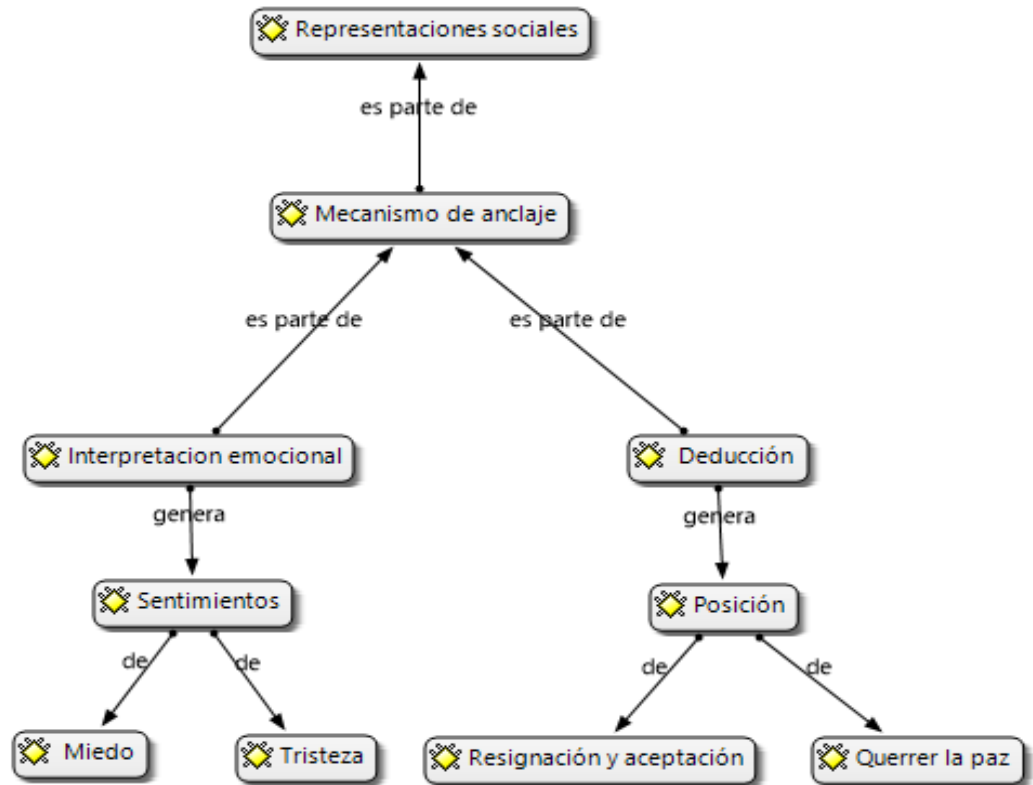 Representaciones sociales
es parte de
Mecanismo de anclaje
es parte de
es parte de
Interpretacion emocional
Deducción
genera
genera
Sentimientos
Posición
de
de
de
de
Miedo
Tristeza
Resignación y aceptación
Querrer la paz